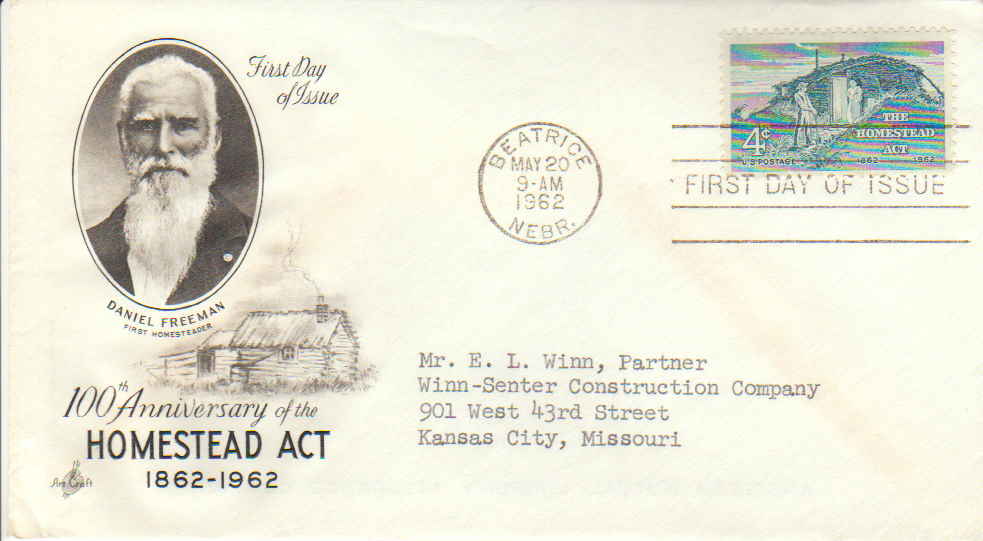 First Day
of Issue
DANIEL FREEMAN
FIRST HOMESTEADER
100th Anniversary of the
HOMESTEAD ACT
1862-1962
Art Craft
BEATRICE
MAY 20
9-AM
1962
NEBR.
THE
HOMESTEAD
ACT
4¢
U.S. POSTAGE
1862 1962
FIRST DAY OF ISSUE
Mr. E. L. Winn, Partner
Winn-Senter Construction Company
901 West 43rd Street
Kansas City, Missouri